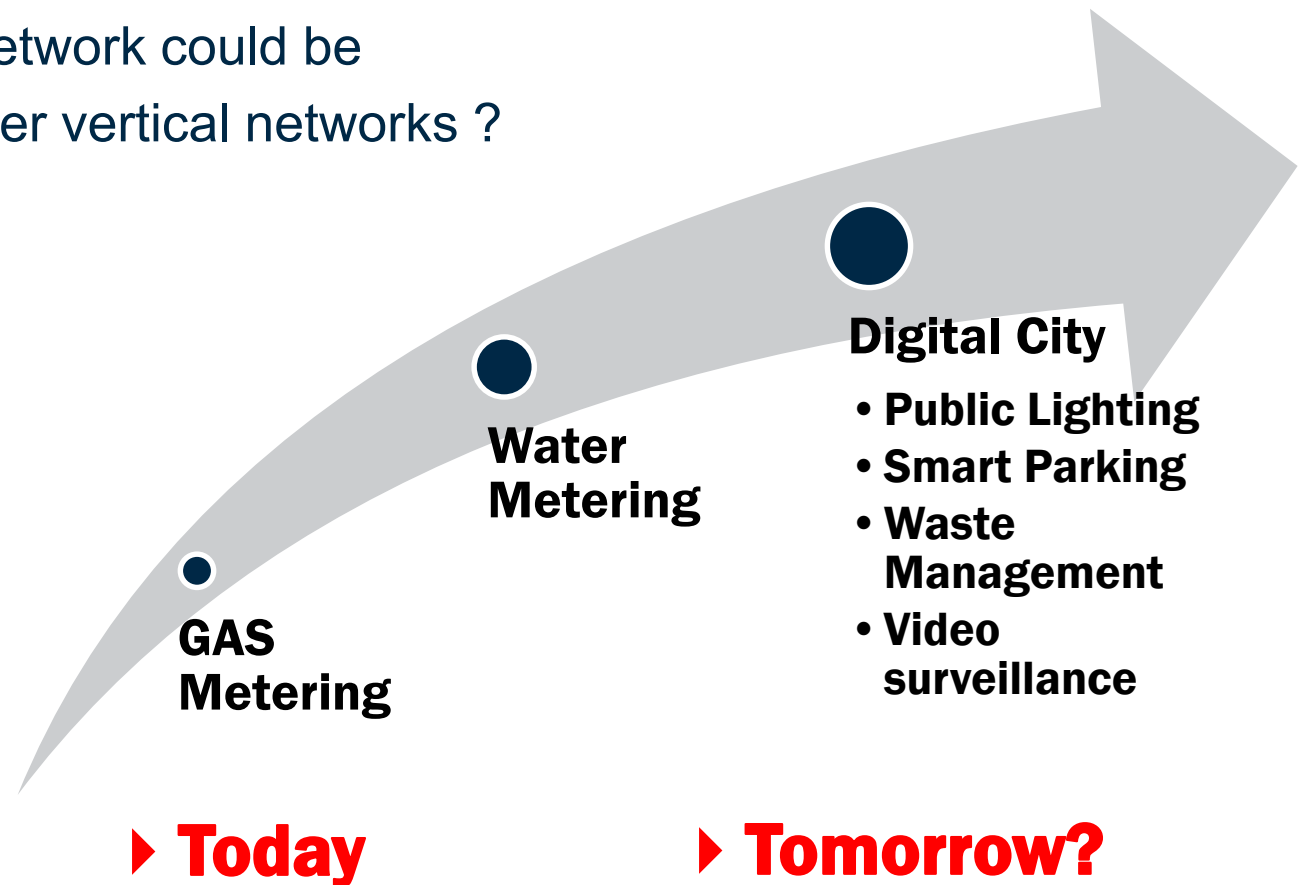 etwork could be
er vertical networks ?
Digital City
• Public Lighting
• Smart Parking
• Waste
Management
• Video
surveillance
Water
Metering
GAS
Metering
Today
Tomorrow?